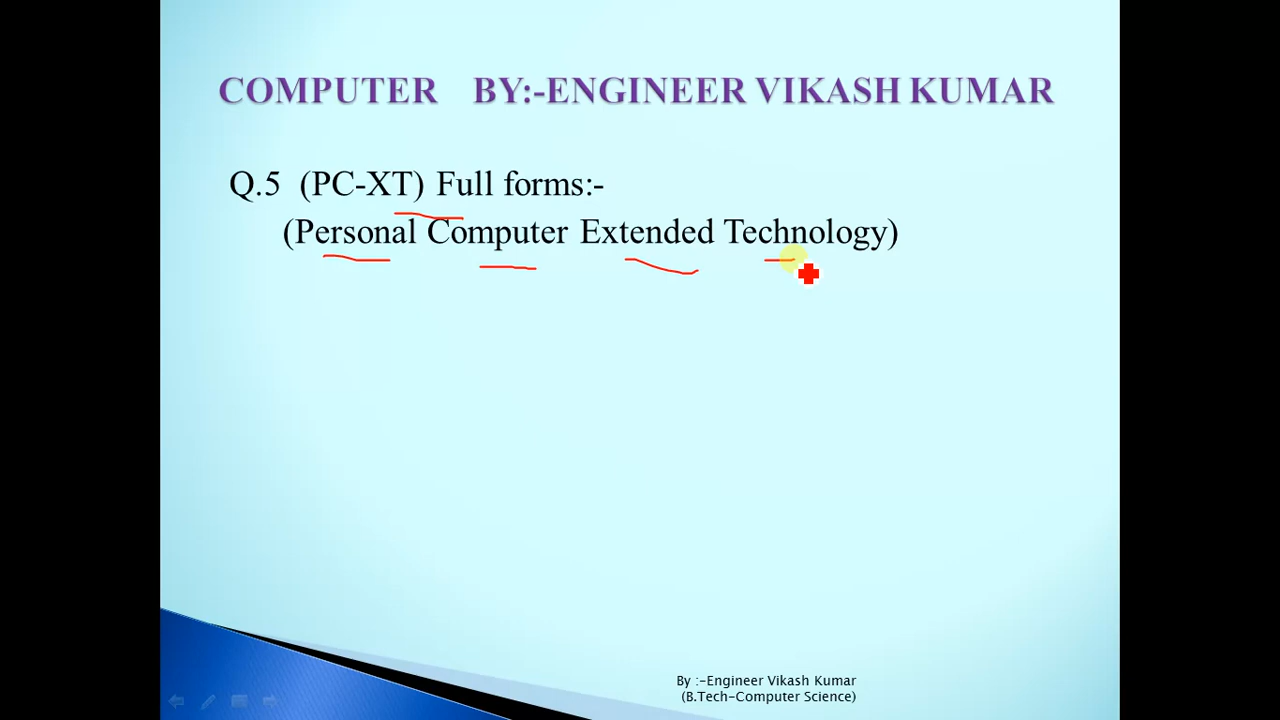 COMPUTER BY:-ENGINEER VIKASH KUMAR
Q.5 (PC-XT) Full forms:-
(Personal Computer Extended Technology)
By :-Engineer Vikash Kumar
(B.Tech-Computer Science)